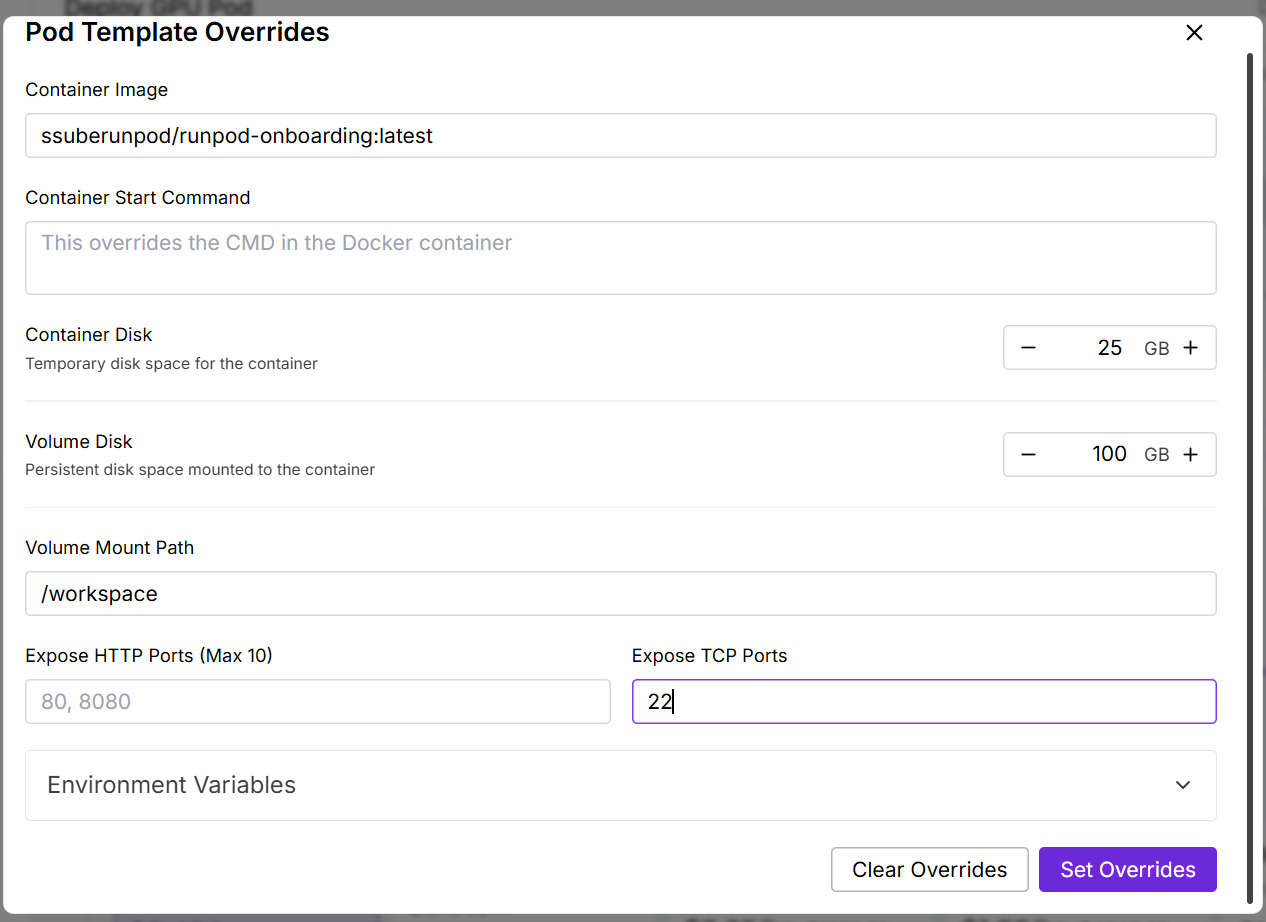 Deploy GPU Pod
Pod Template Overrides
Container Image
ssuberunpod/runpod-onboarding:latest
Container Start Command
This overrides the CMD in the Docker container
Container Disk
Temporary disk space for the container
25 GB
Volume Disk
Persistent disk space mounted to the container
100 GB
Volume Mount Path
/workspace
Expose HTTP Ports (Max 10)
80, 8080
Expose TCP Ports
22
Environment Variables
Clear Overrides
Set Overrides